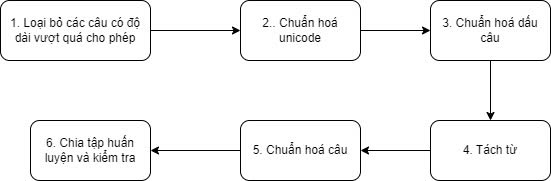 1. Loại bỏ các câu có độ
dài vượt quá cho phép
2.. Chuẩn hoá
unicode
3. Chuẩn hoá dấu
câu
4. Tách từ
5. Chuẩn hoá câu
6. Chia tập huấn
luyện và kiểm tra